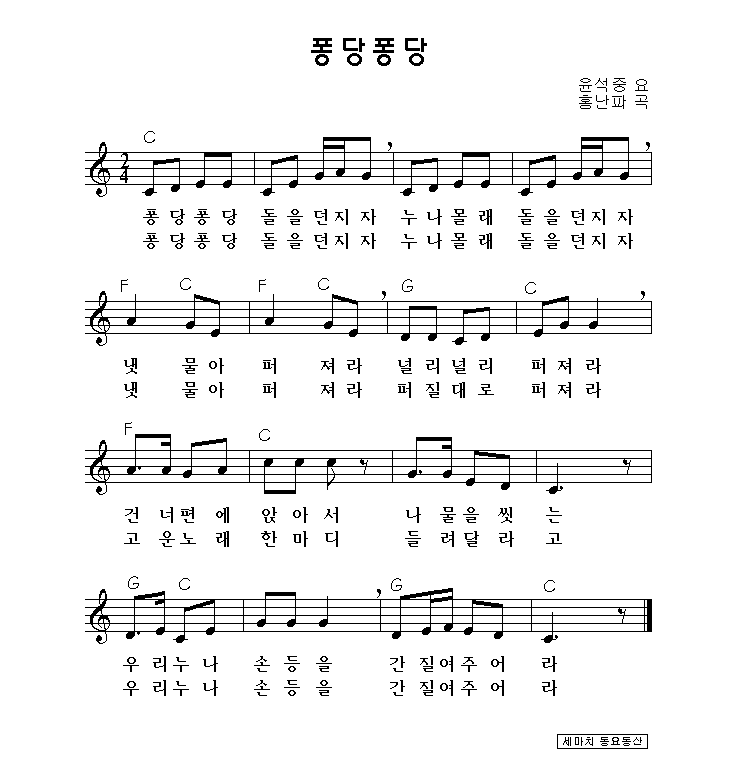 퐁당퐁당
윤석중 요
홍난파 곡
C
2
4
퐁당퐁당 돌을던지자 누나몰래 돌을던지자
퐁당퐁당 돌을던지자 누나몰래 돌을던지자
F C F C G C
냇 물아 퍼 져라 널리널리 퍼져라
냇 물아 퍼 져라 퍼질대로 퍼져라
F C
건 너편에 앉아서 나 물을씻 는
고 운노래 한마디 들 려달라 고
G C G C
우 리누나 손등을 간 질여주어 라
우 리누나 손등을 간 질여주어 라
세마치 동요동산